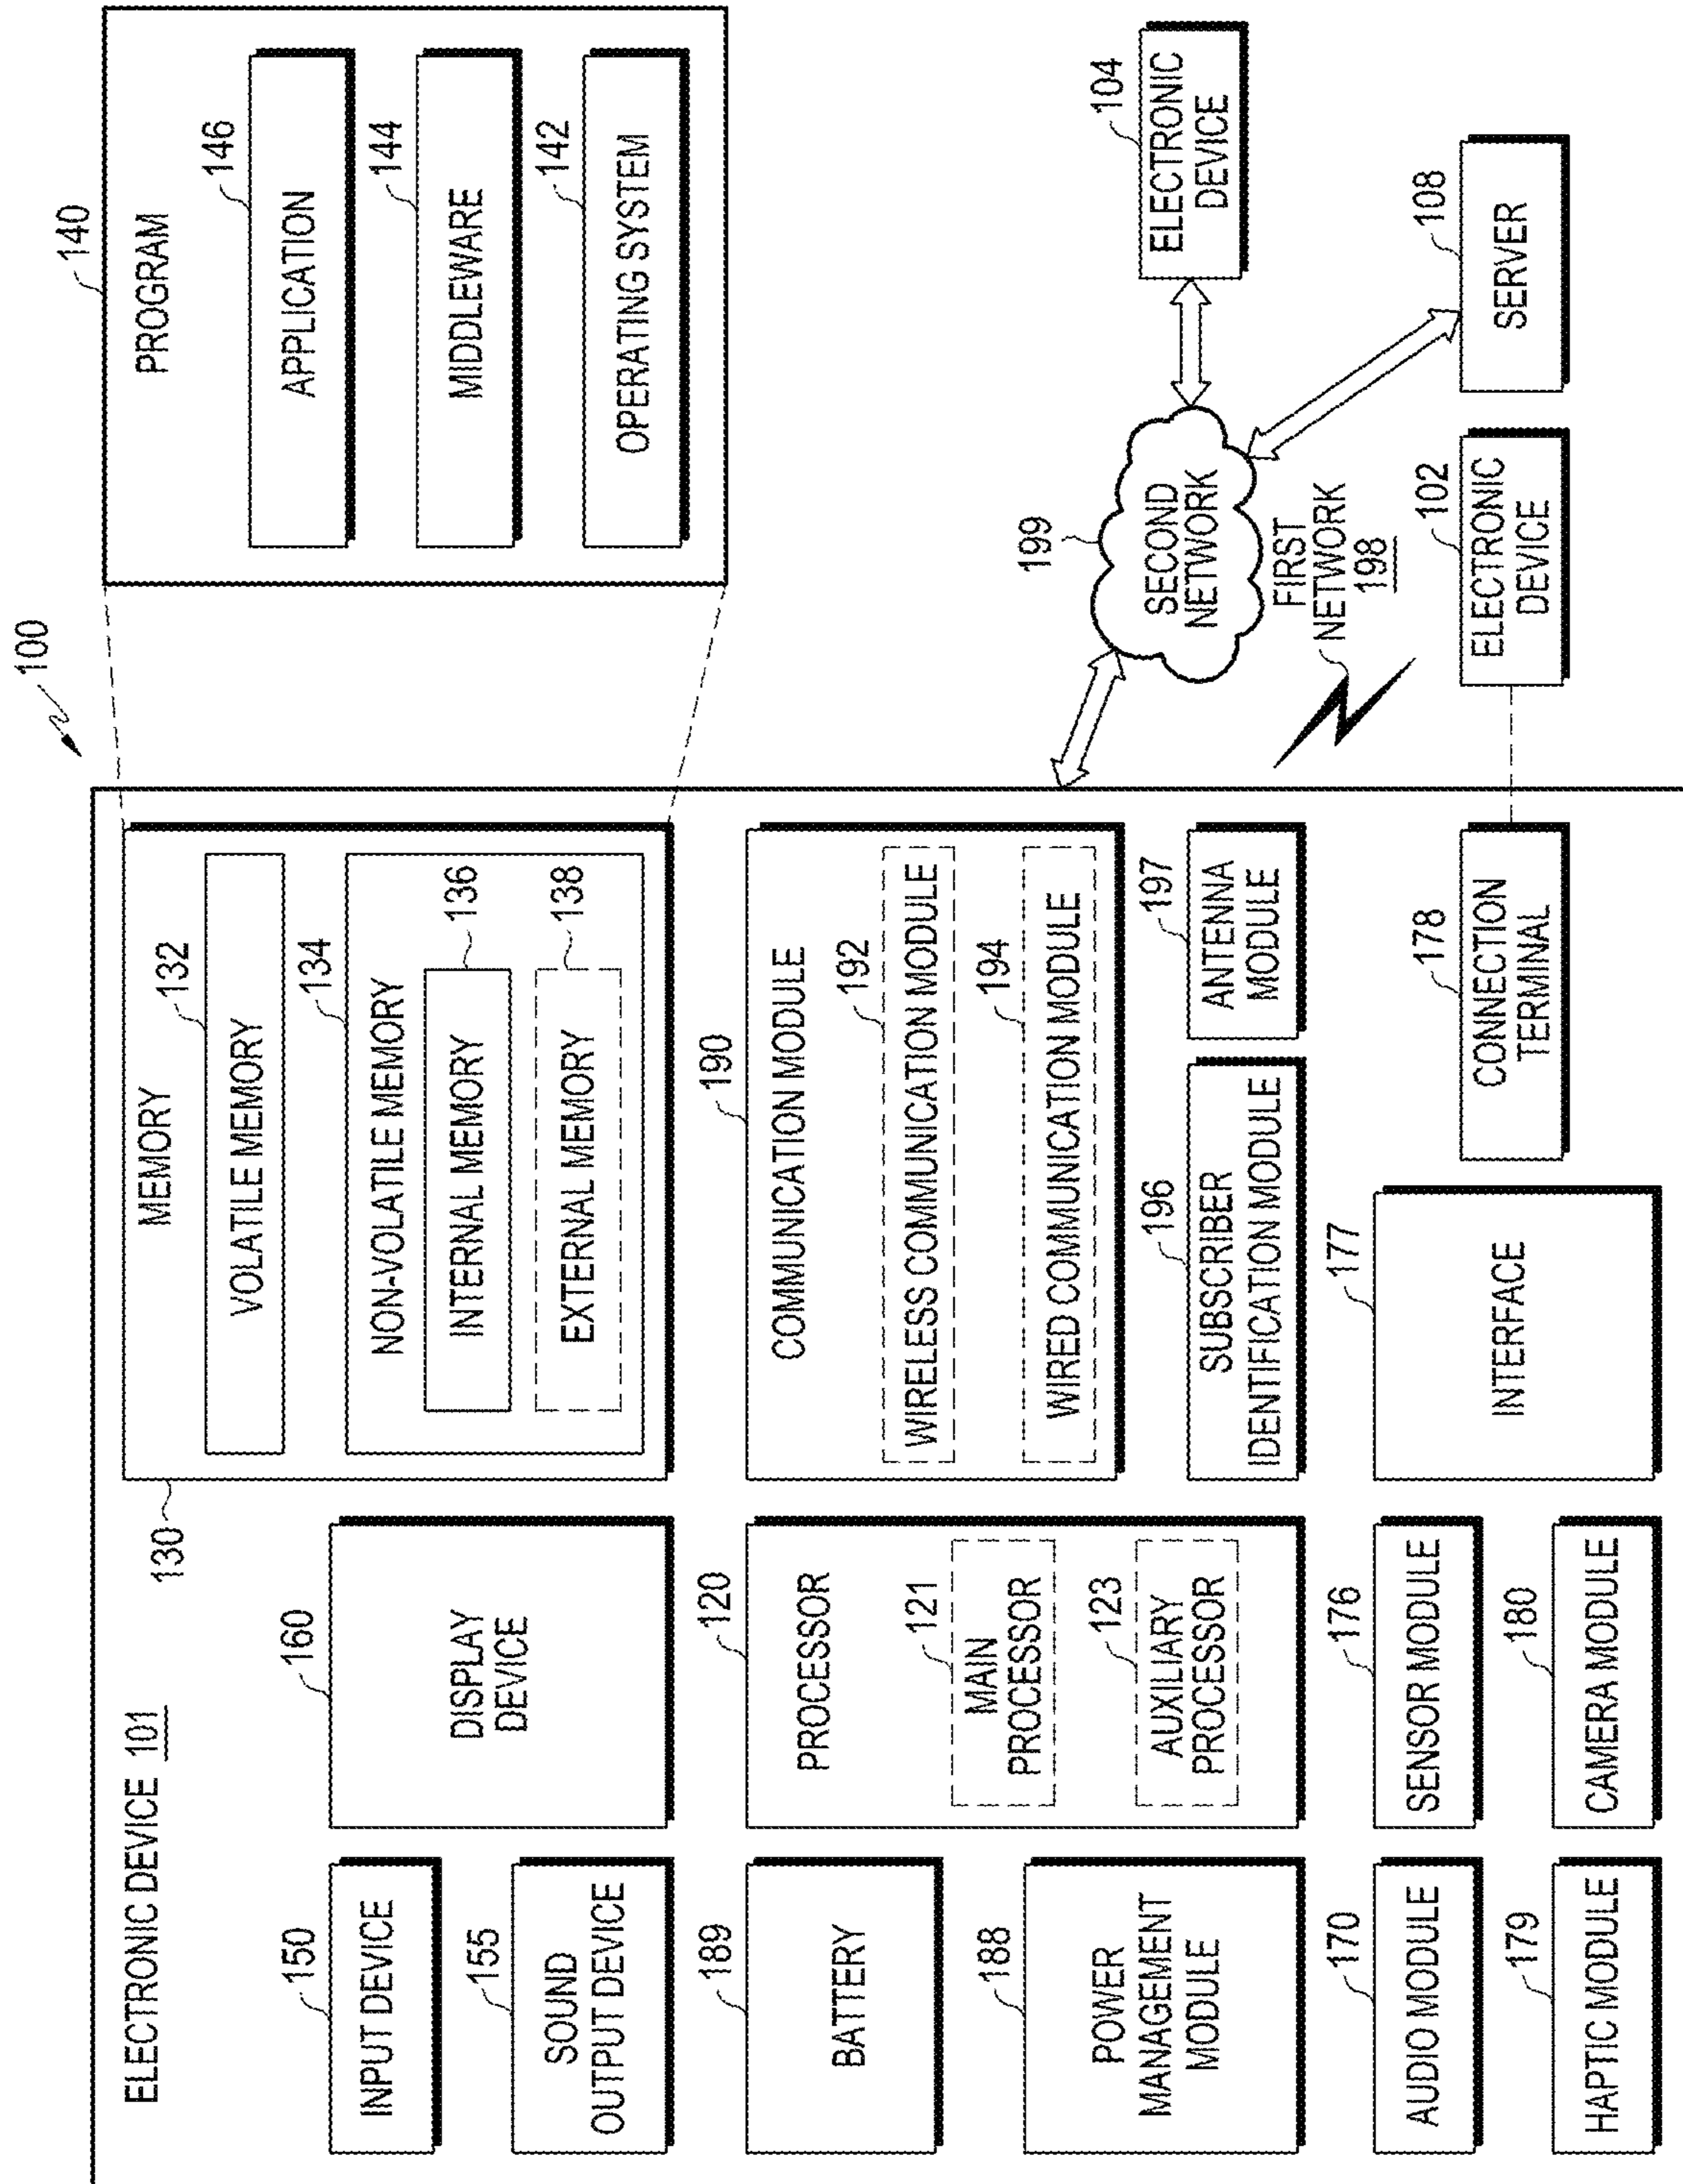 100
ELECTRONIC DEVICE 101
150
INPUT DEVICE
155
SOUND
OUTPUT DEVICE
160
DISPLAY
DEVICE
130
MEMORY
132
VOLATILE MEMORY
134
NON-VOLATILE MEMORY
136
INTERNAL MEMORY
138
EXTERNAL MEMORY
140
PROGRAM
146
APPLICATION
144
MIDDLEWARE
142
OPERATING SYSTEM
189
BATTERY
188
POWER
MANAGEMENT
MODULE
120
PROCESSOR
121
MAIN
PROCESSOR
123
AUXILIARY
PROCESSOR
190
COMMUNICATION MODULE
192
WIRELESS COMMUNICATION MODULE
194
WIRED COMMUNICATION MODULE
196
SUBSCRIBER
IDENTIFICATION MODULE
197
ANTENNA
MODULE
199
SECOND
NETWORK
104
ELECTRONIC
DEVICE
FIRST
NETWORK
198
108
SERVER
102
ELECTRONIC
DEVICE
170
AUDIO MODULE
176
SENSOR MODULE
177
INTERFACE
178
CONNECTION
TERMINAL
179
HAPTIC MODULE
180
CAMERA MODULE